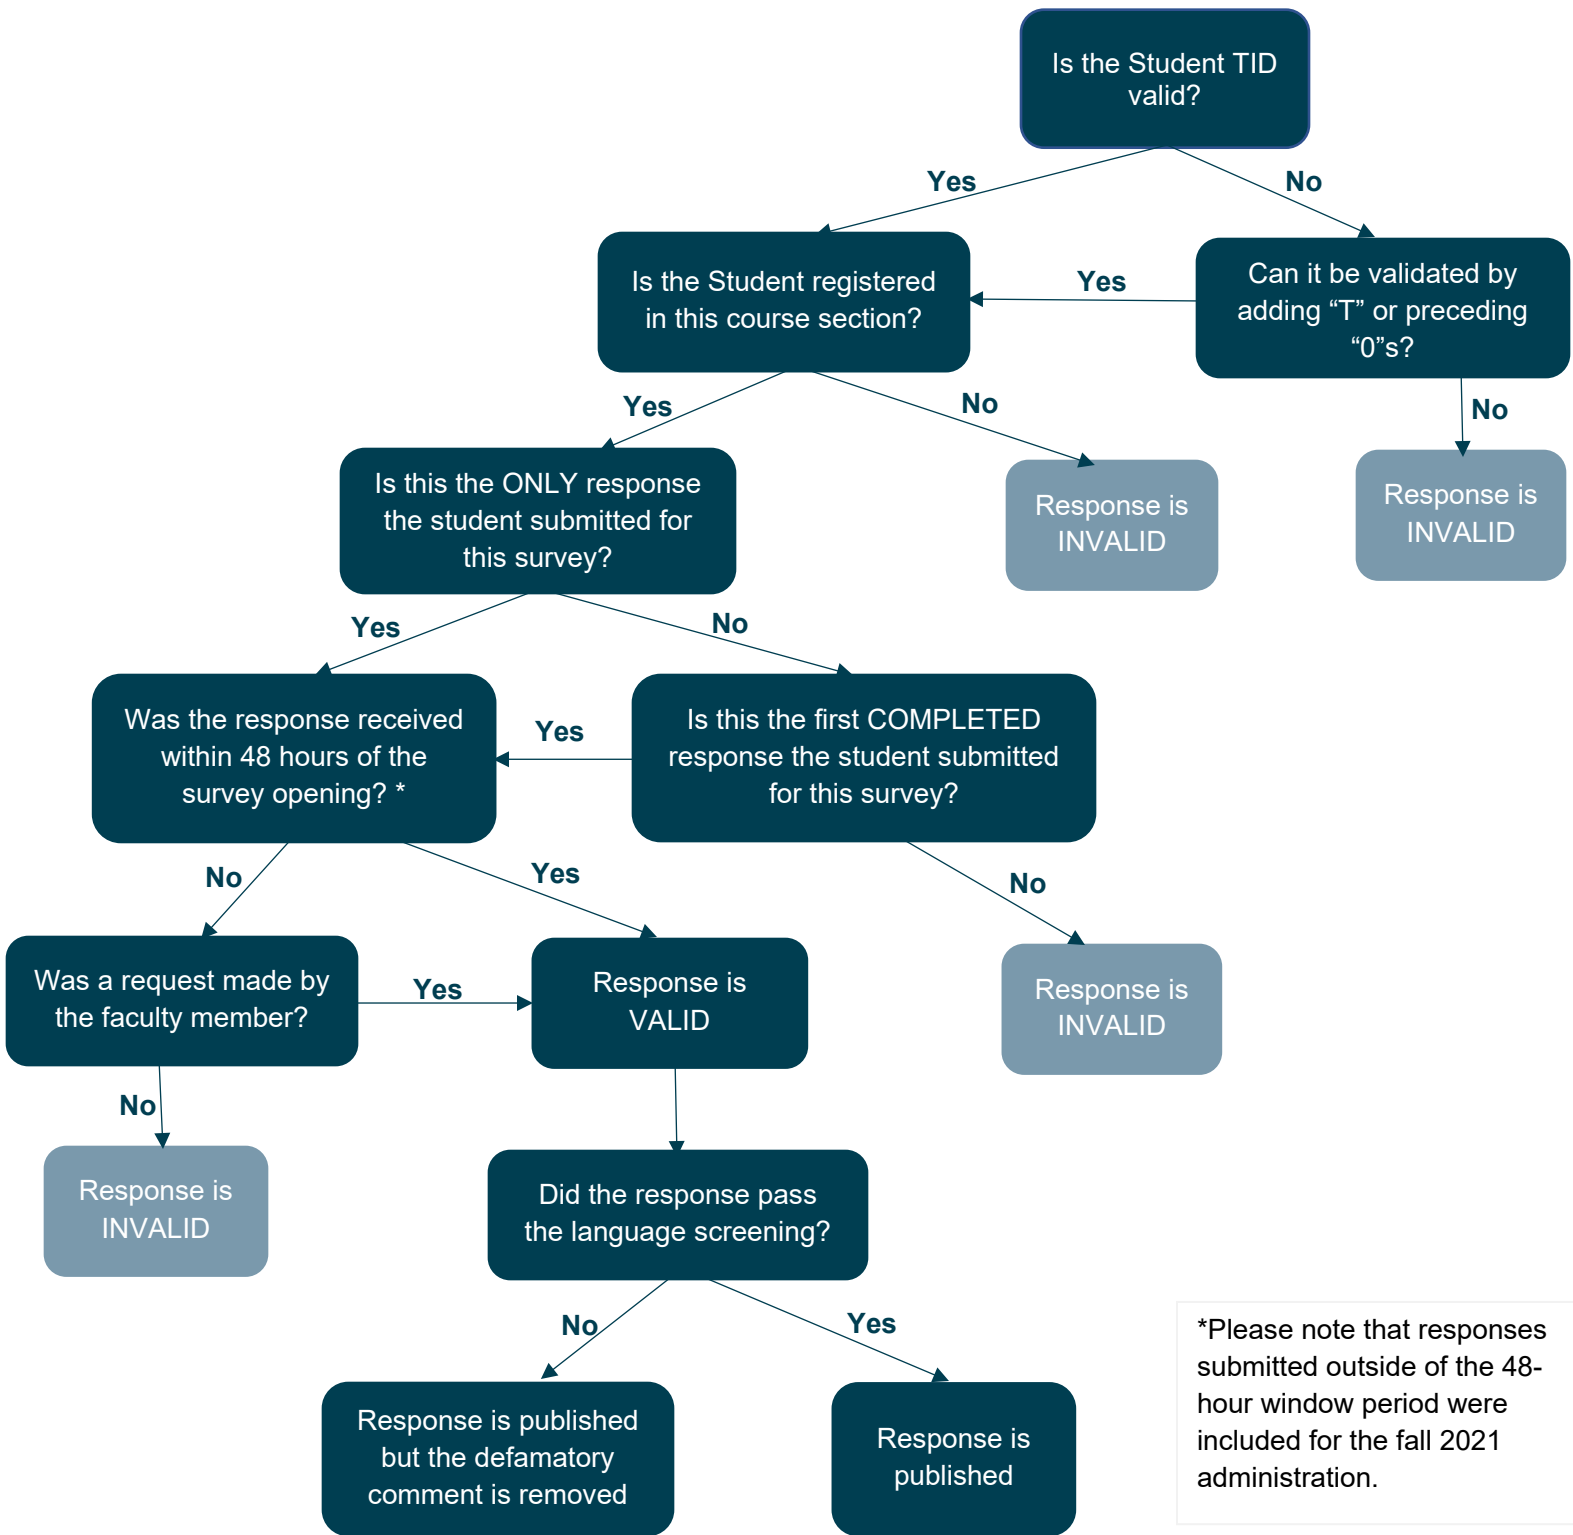 Is the Student TID
valid?
Yes
No
Is the Student registered
in this course section?
Yes
Can it be validated by
adding “T” or preceding
“0”s?
Yes
No
No
Is this the ONLY response
the student submitted for
this survey?
Response is
INVALID
Response is
INVALID
Yes
No
Was the response received
within 48 hours of the
survey opening? *
Yes
Is this the first COMPLETED
response the student submitted
for this survey?
No
Yes
No
Was a request made by
the faculty member?
Yes
Response is
VALID
Response is
INVALID
No
Response is
INVALID
Did the response pass
the language screening?
No
Yes
Response is published
but the defamatory
comment is removed
Response is
published
*Please note that responses
submitted outside of the 48-
hour window period were
included for the fall 2021
administration.